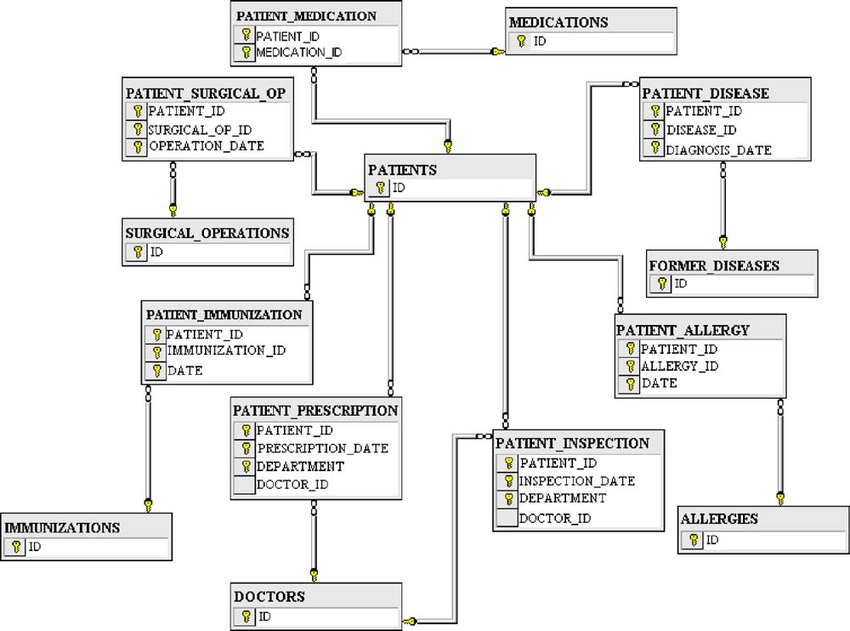 PATIENT_MEDICATION
PATIENT_ID
MEDICATION_ID
MEDICATIONS
ID
PATIENT_SURGICAL_OP
PATIENT_ID
SURGICAL_OP_ID
OPERATION_DATE
PATIENT_DISEASE
PATIENT_ID
DISEASE_ID
DIAGNOSIS_DATE
PATIENTS
ID
SURGICAL_OPERATIONS
ID
FORMER_DISEASES
ID
PATIENT_IMMUNIZATION
PATIENT_ID
IMMUNIZATION_ID
DATE
PATIENT_ALLERGY
PATIENT_ID
ALLERGY_ID
DATE
PATIENT_PRESCRIPTION
PATIENT_ID
PRESCRIPTION_DATE
DEPARTMENT
DOCTOR_ID
PATIENT_INSPECTION
PATIENT_ID
INSPECTION_DATE
DEPARTMENT
DOCTOR_ID
IMMUNIZATIONS
ID
ALLERGIES
ID
DOCTORS
ID